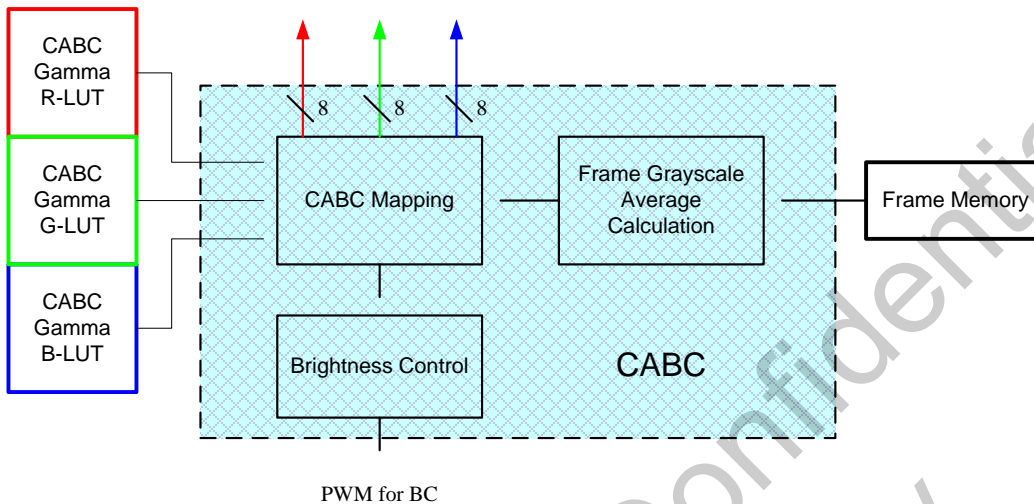 CABC
Gamma
R-LUT
CABC
Gamma
G-LUT
CABC
Gamma
B-LUT
8
8
8
CABC Mapping
Frame Grayscale
Average
Calculation
Frame Memory
Brightness Control
CABC
PWM for BC
Confidential